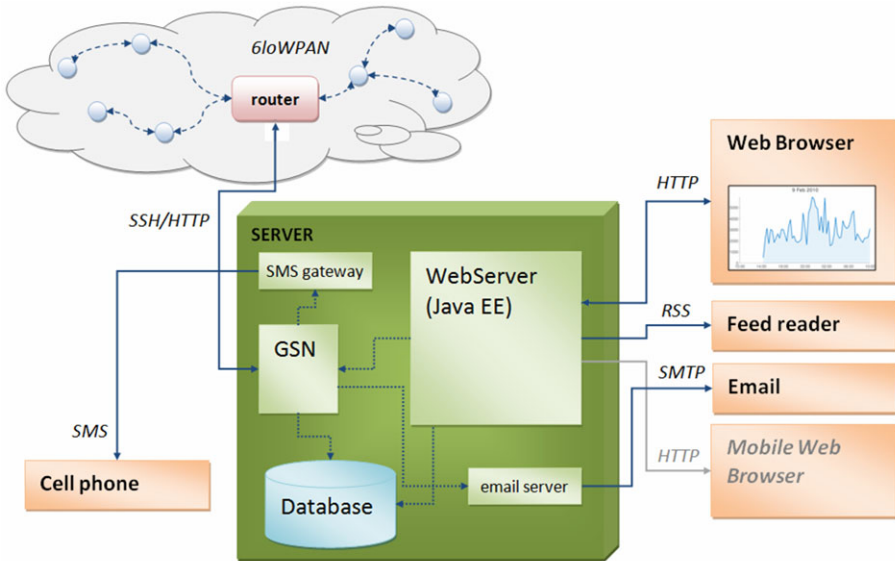 6loWPAN
router
SSH/HTTP
SERVER
SMS gateway
WebServer
(Java EE)
GSN
Database
email server
SMS
Cell phone
HTTP
Web Browser
RSS
Feed reader
SMTP
Email
HTTP
Mobile Web
Browser